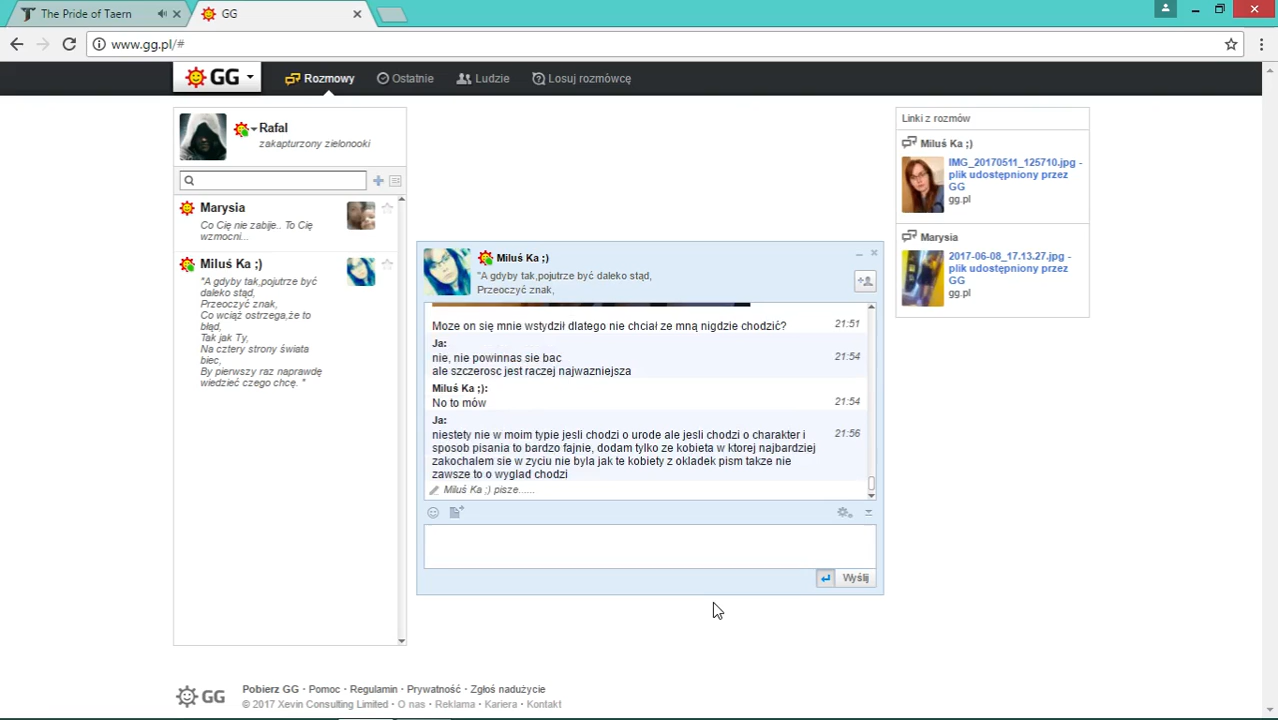 The Pride of Taern
GG
www.gg.pl/#
GG
Rozmowy
Ostatnie
Ludzie
Losuj rozmówcę
Rafal
zakapturzony zielonooki
Marysia
Co Cię nie zabije.. To Cię
wzmocni...
Miluś Ka ;)
"A gdyby tak,pojutrze być
daleko stąd,
Przeoczyć znak,
Co wciąż ostrzega,że to
błąd,
Tak jak Ty,
Na cztery strony świata
biec,
By pierwszy raz naprawdę
wiedzieć czego chcę. "
Miluś Ka ;)
"A gdyby tak,pojutrze być daleko stąd,
Przeoczyć znak,
Moze on się mnie wstydził dlatego nie chciał ze mną nigdzie chodzić? 21:51
Ja:
nie, nie powinnas sie bac 21:54
ale szczerosc jest raczej najwazniejsza
Miluś Ka ;):
No to mów 21:54
Ja:
niestety nie w moim typie jesli chodzi o urode ale jesli chodzi o charakter i 21:56
sposob pisania to bardzo fajnie, dodam tylko ze kobieta w ktorej najbardziej
zakochalem sie w zyciu nie byla jak te kobiety z okladek pism takze nie
zawsze to o wyglad chodzi
Miluś Ka ;) pisze......
Wyślij
Linki z rozmów
Miluś Ka ;)
IMG_20170511_125710.jpg -
plik udostępniony przez
GG
gg.pl
Marysia
2017-06-08_17.13.27.jpg -
plik udostępniony przez
GG
gg.pl
GG
Pobierz GG · Pomoc · Regulamin · Prywatność · Zgłoś nadużycie
© 2017 Xevin Consulting Limited · O nas · Reklama · Kariera · Kontakt